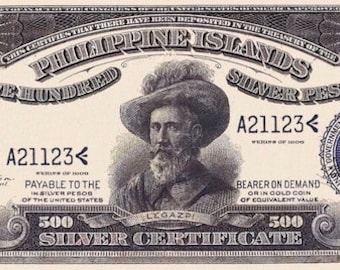 THIS CERTIFIES THAT THERE HAVE BEEN DEPOSITED IN THE TREASURY OF THE
PHILIPPINE ISLANDS
E HUNDRED SILVER PES
A21123 A21123
PAYABLE TO THE BEARER ON DEMAND
IN SILVER PESOS OR IN GOLD COIN
OF THE UNITED STATES OF EQUIVALENT VALUE
LEGAZPI
500 500
SILVER CERTIFICATE